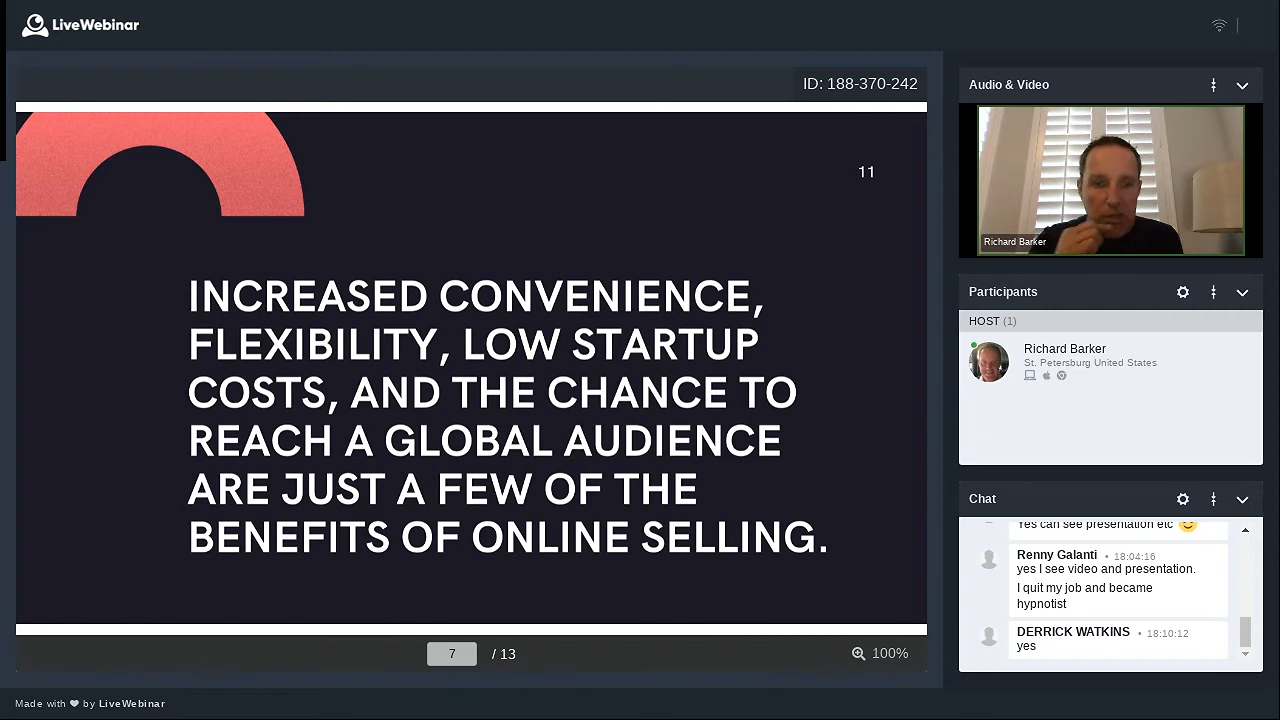 LiveWebinar
ID: 188-370-242
11
INCREASED CONVENIENCE,
FLEXIBILITY, LOW STARTUP
COSTS, AND THE CHANCE TO
REACH A GLOBAL AUDIENCE
ARE JUST A FEW OF THE
BENEFITS OF ONLINE SELLING.
7 / 13
100%
Audio & Video
Richard Barker
Participants
HOST (1)
Richard Barker
St. Petersburg United States
Chat
Yes can see presentation etc
Renny Galanti • 18:04:16
yes I see video and presentation.
I quit my job and became
hypnotist
DERRICK WATKINS • 18:10:12
yes
Made with ❤ by LiveWebinar